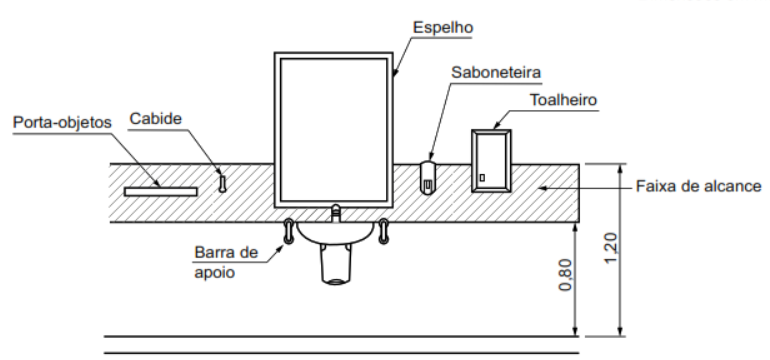 Espelho
Saboneteira
Toalheiro
Porta-objetos
Cabide
Faixa de alcance
Barra de
apoio
0,80
1,20